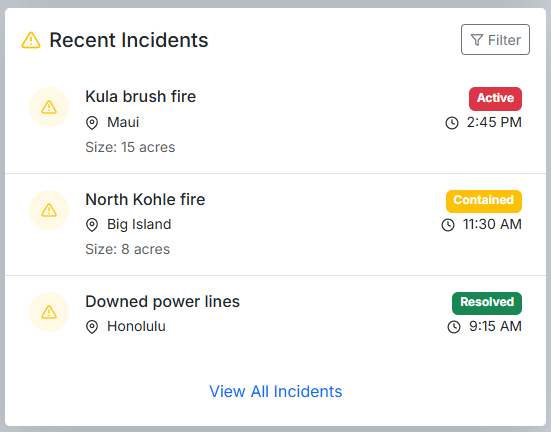 Recent Incidents
Filter
Kula brush fire
Active
Maui
2:45 PM
Size: 15 acres
North Kohle fire
Contained
Big Island
11:30 AM
Size: 8 acres
Downed power lines
Resolved
Honolulu
9:15 AM
View All Incidents